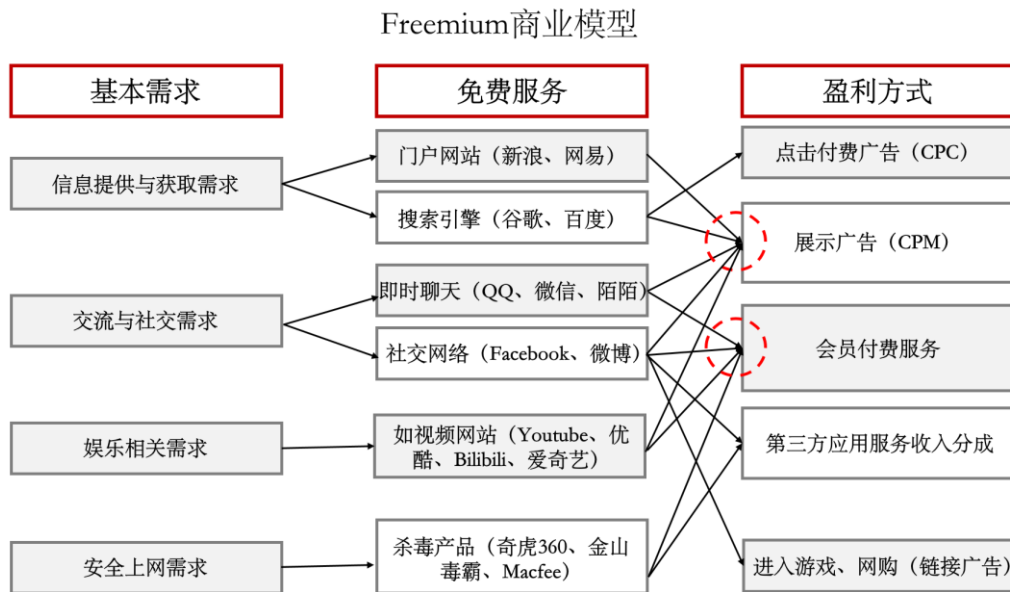 Freemium商业模型
基本需求
免费服务
盈利方式
信息提供与获取需求
交流与社交需求
娱乐相关需求
安全上网需求
门户网站（新浪、网易）
搜索引擎（谷歌、百度）
即时聊天（QQ、微信、陌陌）
社交网络（Facebook、微博）
如视频网站（Youtube、优
酷、Bilibili、爱奇艺）
杀毒产品（奇虎360、金山
毒霸、Macfee）
点击付费广告（CPC）
展示广告（CPM）
会员付费服务
第三方应用服务收入分成
进入游戏、网购（链接广告）